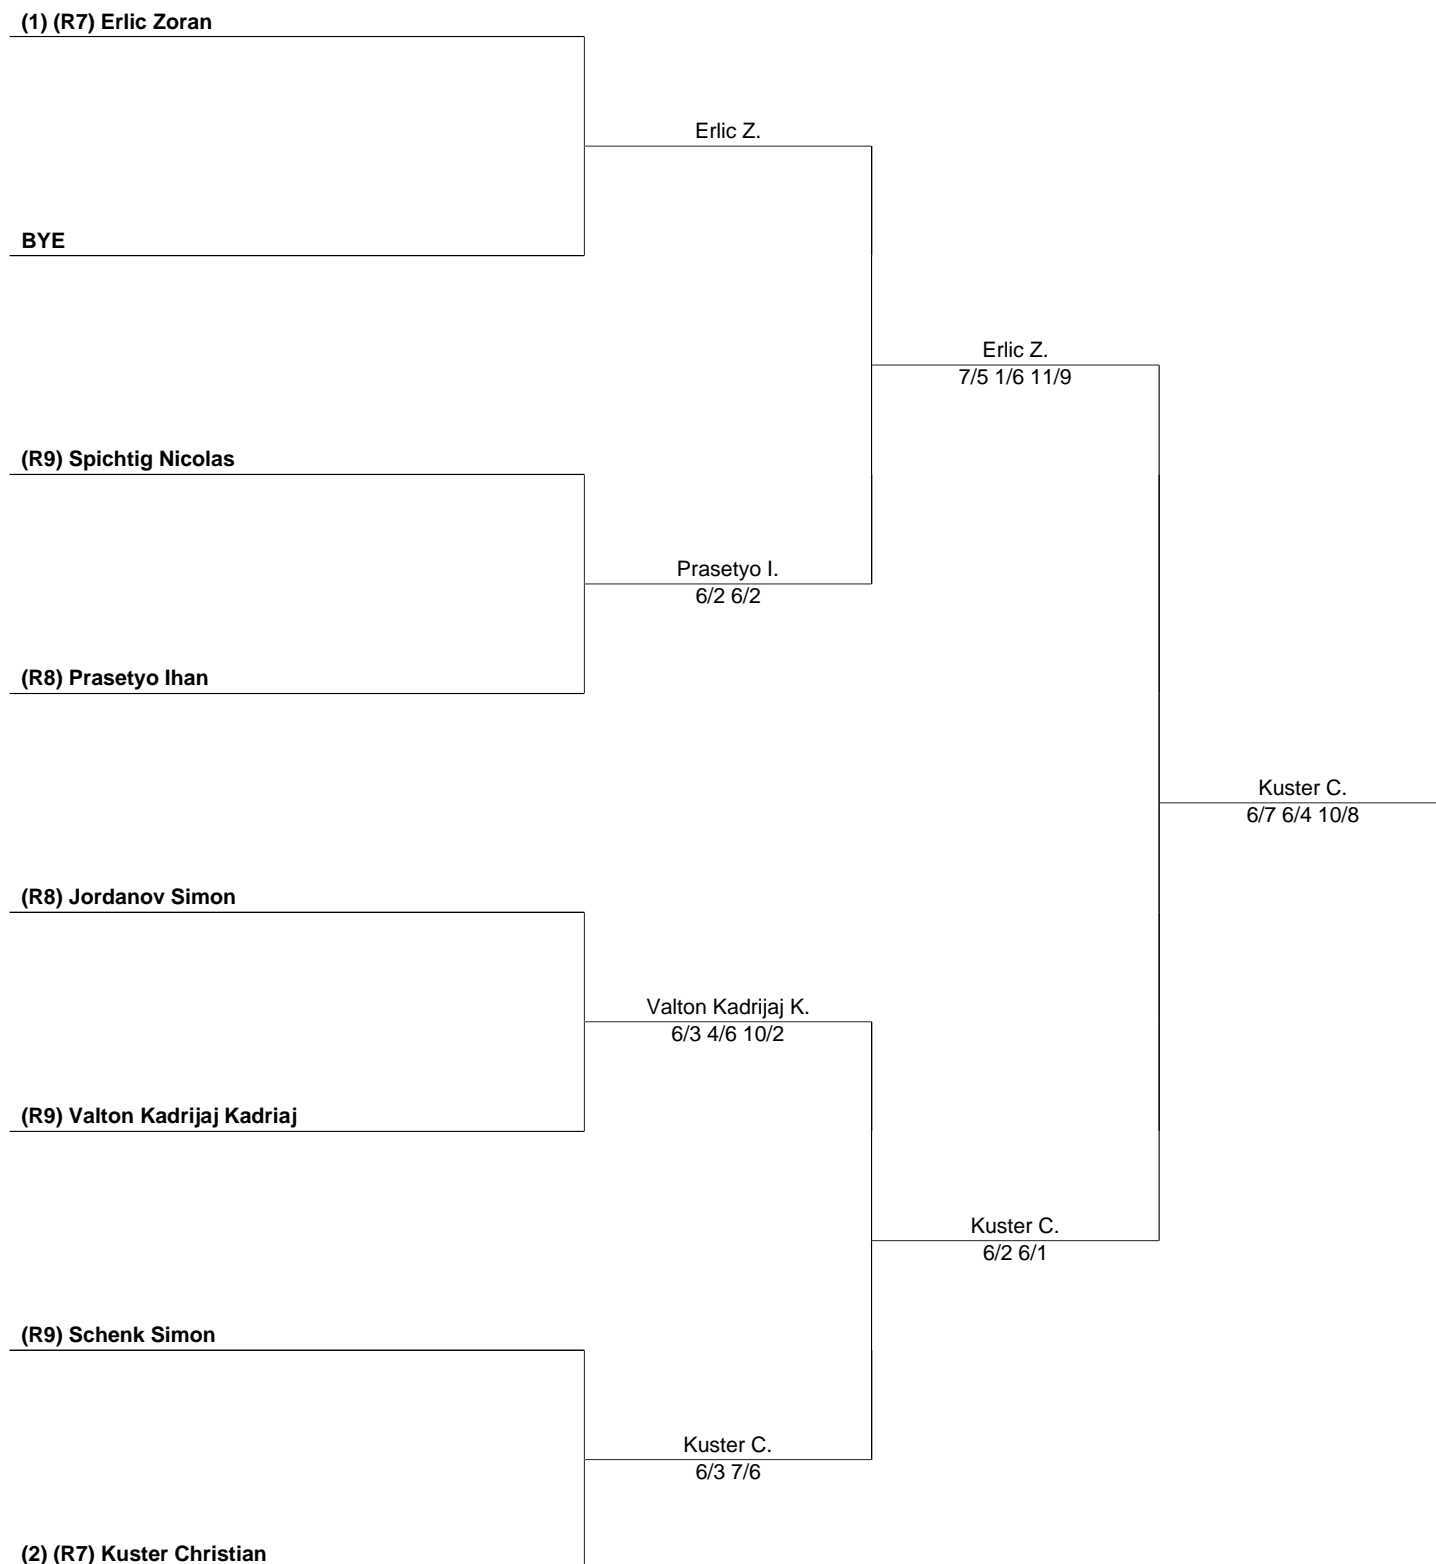 (1) (R7) Erlic Zoran
Erlic Z.
BYE
Erlic Z.
7/5 1/6 11/9
(R9) Spichtig Nicolas
Prasetyo I.
6/2 6/2
(R8) Prasetyo Ihan
Kuster C.
6/7 6/4 10/8
(R8) Jordanov Simon
Valton Kadrijaj K.
6/3 4/6 10/2
(R9) Valton Kadrijaj Kadriaj
Kuster C.
6/2 6/1
(R9) Schenk Simon
Kuster C.
6/3 7/6
(2) (R7) Kuster Christian